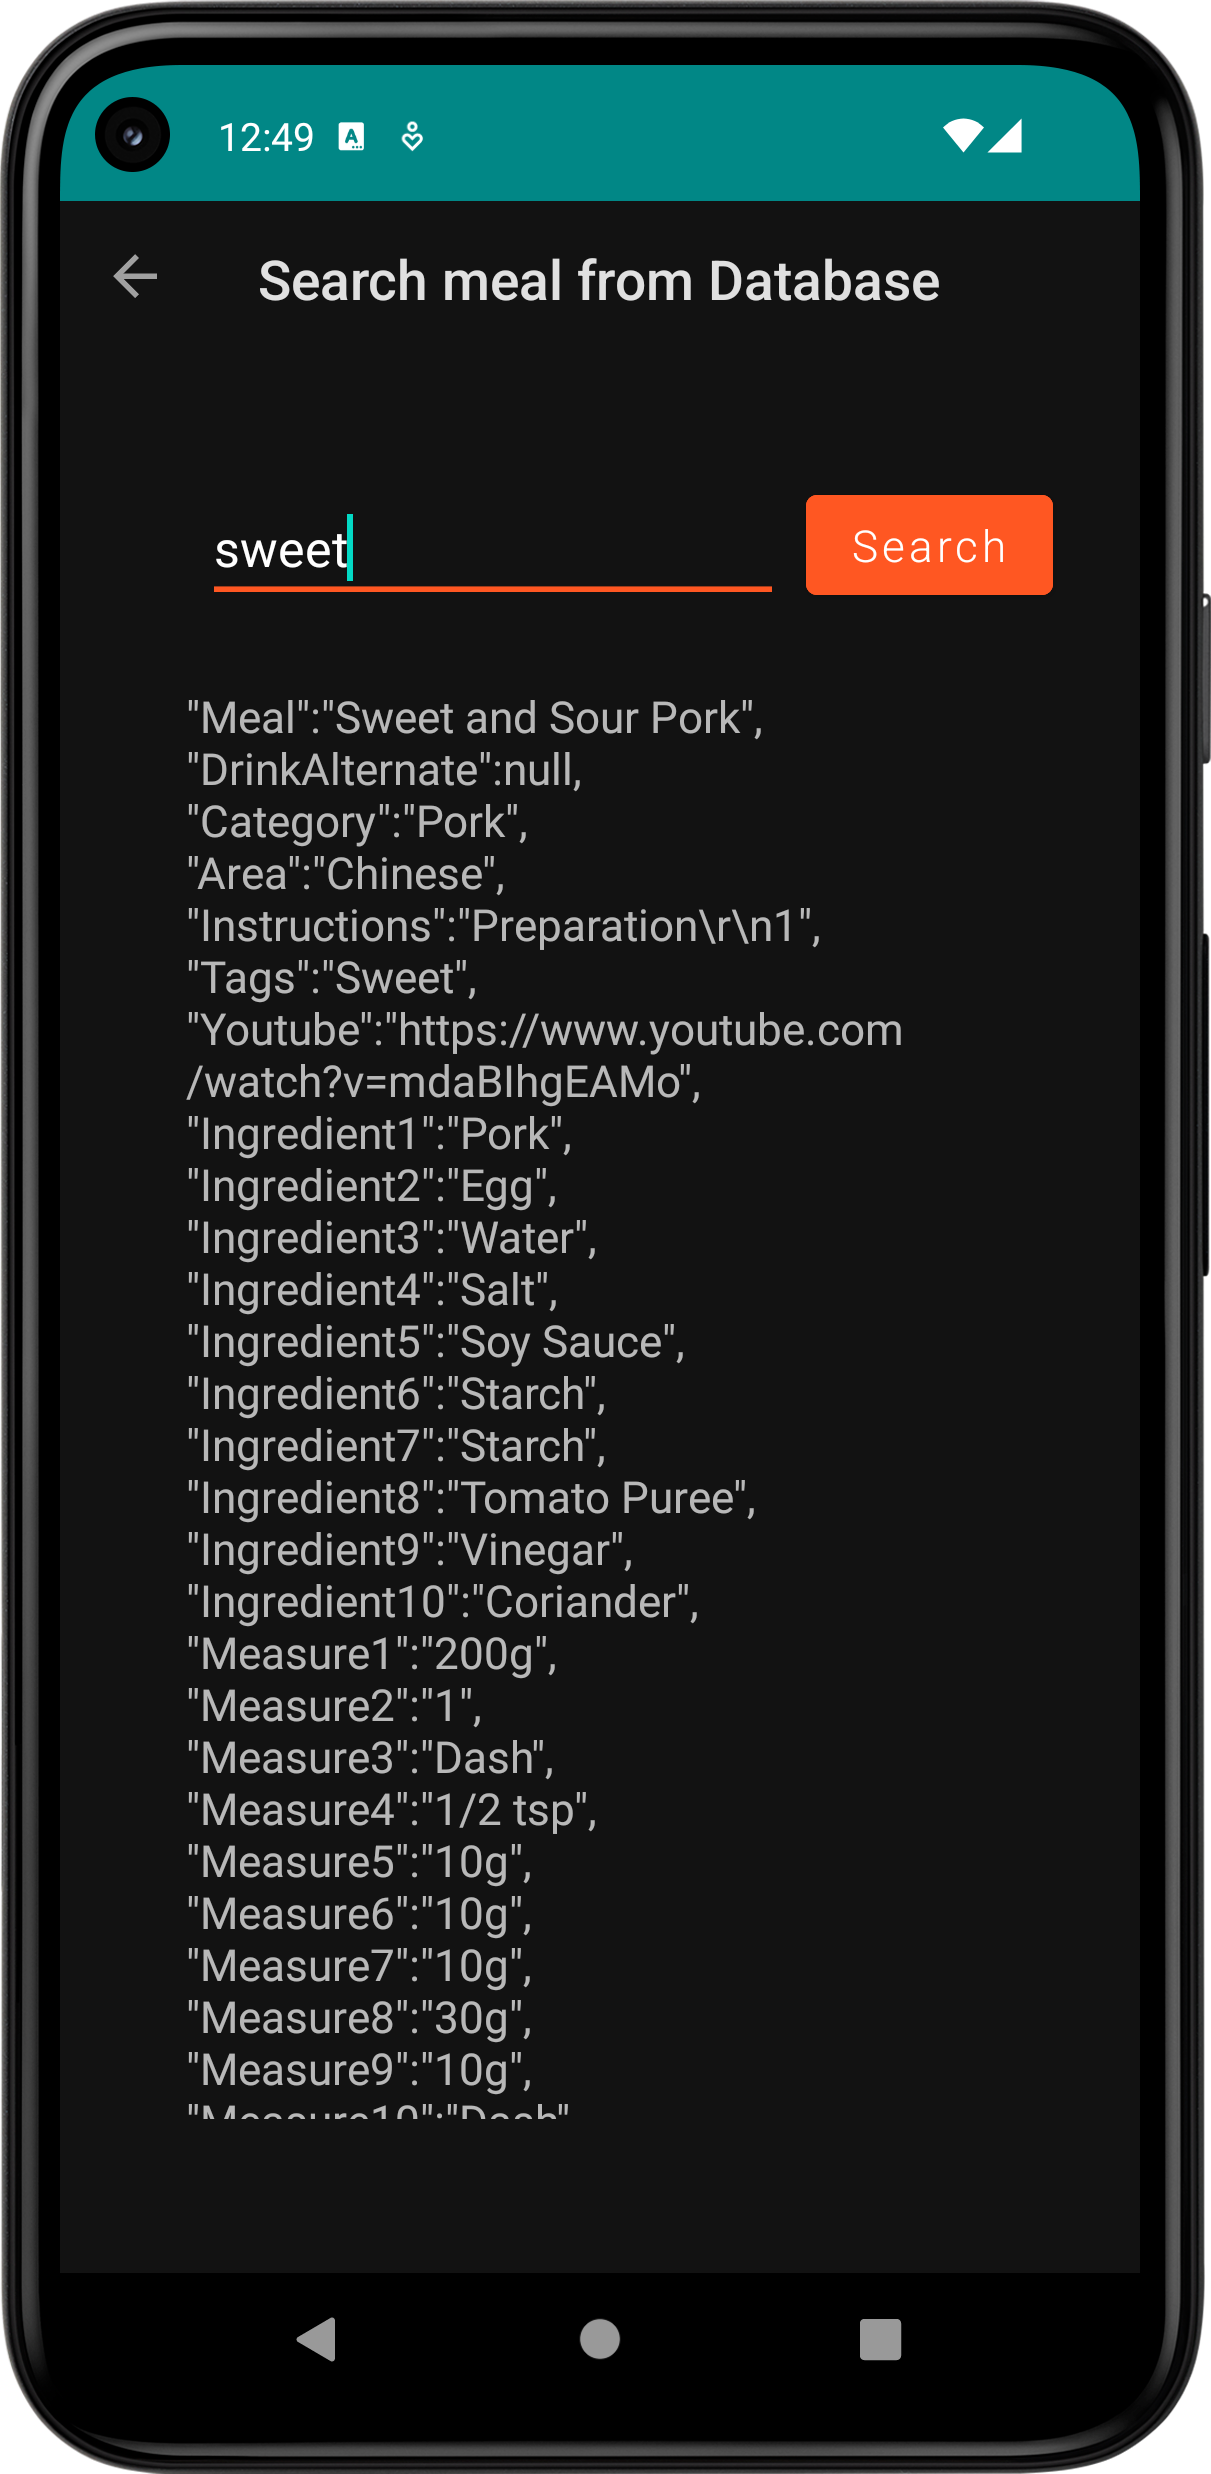 12:49
Search meal from Database
sweet
Search
"Meal":"Sweet and Sour Pork",
"DrinkAlternate":null,
"Category":"Pork",
"Area":"Chinese",
"Instructions":"Preparation\r\n1",
"Tags":"Sweet",
"Youtube":"https://www.youtube.com
/watch?v=mdaBIhgEAMo",
"Ingredient1":"Pork",
"Ingredient2":"Egg",
"Ingredient3":"Water",
"Ingredient4":"Salt",
"Ingredient5":"Soy Sauce",
"Ingredient6":"Starch",
"Ingredient7":"Starch",
"Ingredient8":"Tomato Puree",
"Ingredient9":"Vinegar",
"Ingredient10":"Coriander",
"Measure1":"200g",
"Measure2":"1",
"Measure3":"Dash",
"Measure4":"1/2 tsp",
"Measure5":"10g",
"Measure6":"10g",
"Measure7":"10g",
"Measure8":"30g",
"Measure9":"10g",
"Measure10":"Dash"